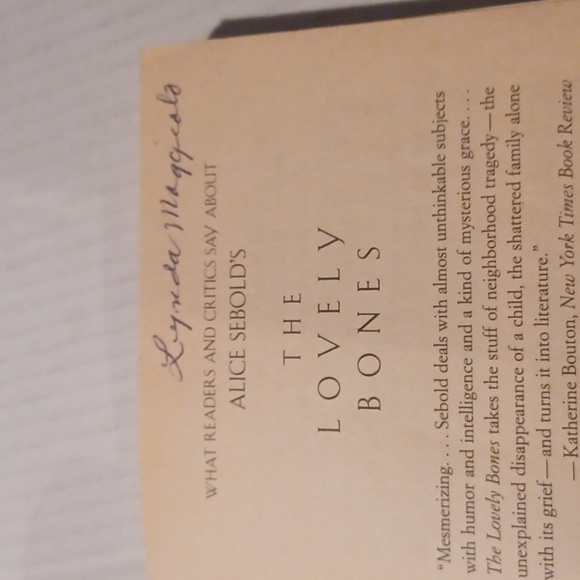 Lynda Maggiolo
WHAT READERS AND CRITICS SAY ABOUT
ALICE SEBOLD'S
THE
LOVELY
BONES
"Mesmerizing. . . . Sebold deals with almost unthinkable subjects
with humor and intelligence and a kind of mysterious grace. . . .
The Lovely Bones takes the stuff of neighborhood tragedy—the
unexplained disappearance of a child, the shattered family alone
with its grief—and turns it into literature."
—Katherine Bouton, New York Times Book Review